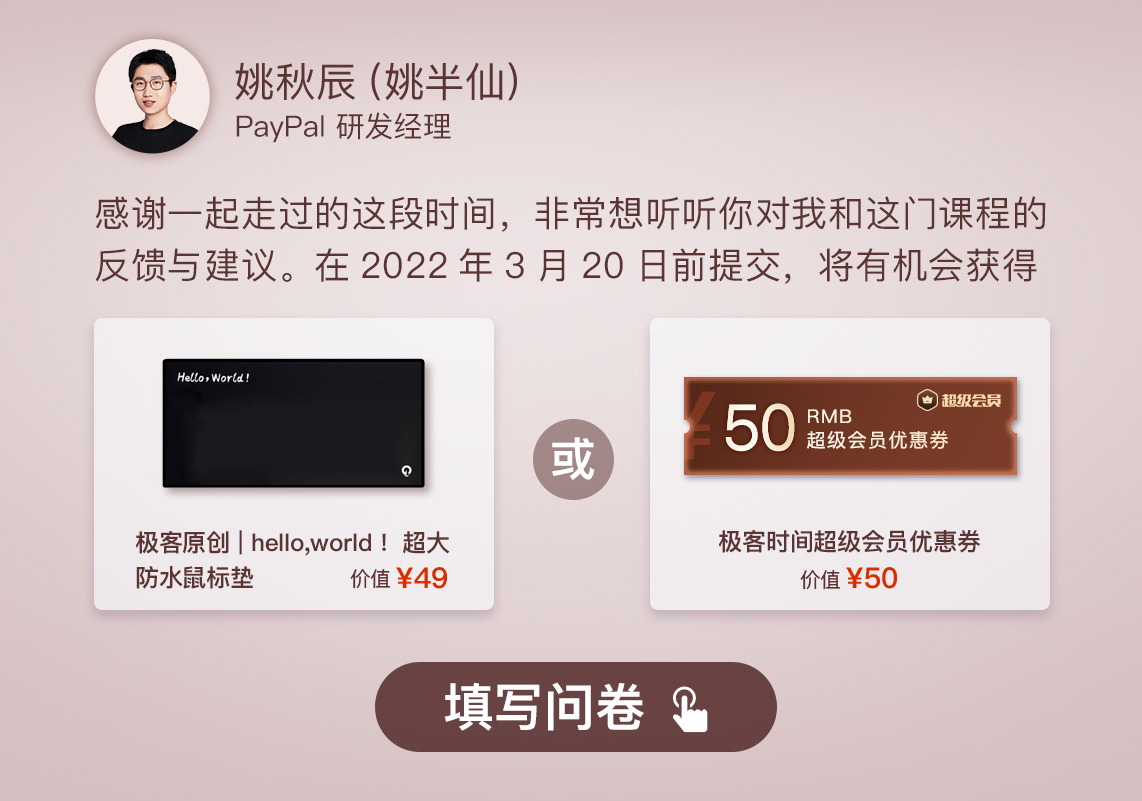 姚秋辰 (姚半仙)
PayPal 研发经理
感谢一起走过的这段时间，非常想听听你对我和这门课程的
反馈与建议。在 2022 年 3 月 20 日前提交，将有机会获得
Hello,World!
极客原创 | hello,world！超大
防水鼠标垫 价值 ¥49
或
¥
50 RMB
超级会员优惠券
超级会员
极客时间超级会员优惠券
价值 ¥50
填写问卷